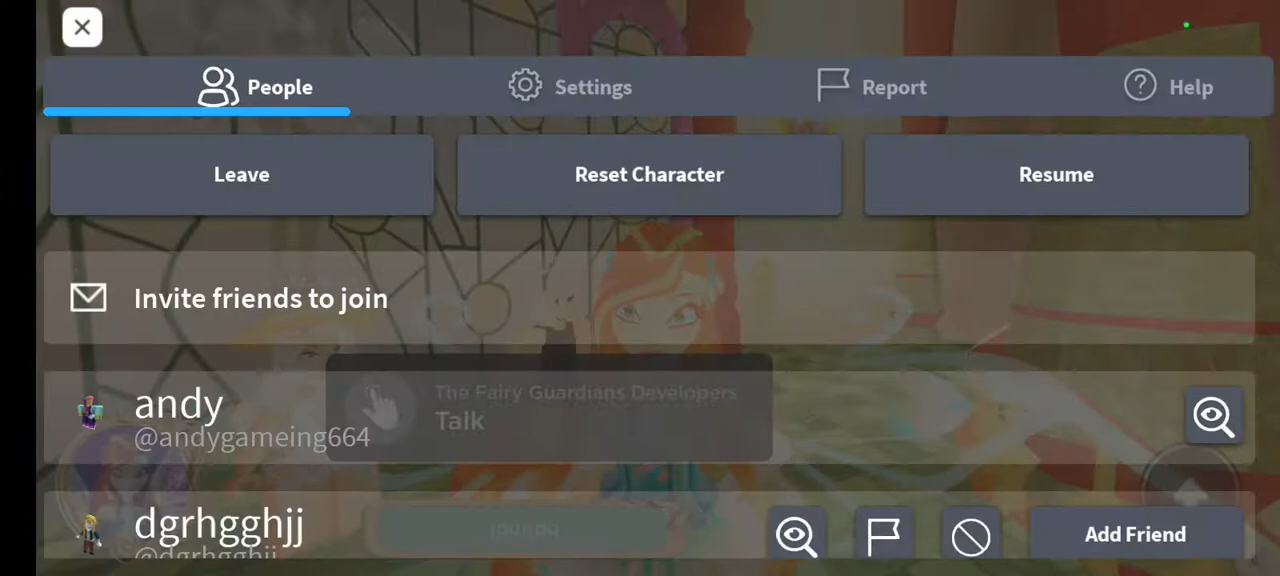 People
Settings
Report
Help
Leave
Reset Character
Resume
Invite friends to join
andy
@andygameing664
The Fairy Guardians Developers
Talk
dgrhgghjj
@dgrhgghjj
Add Friend